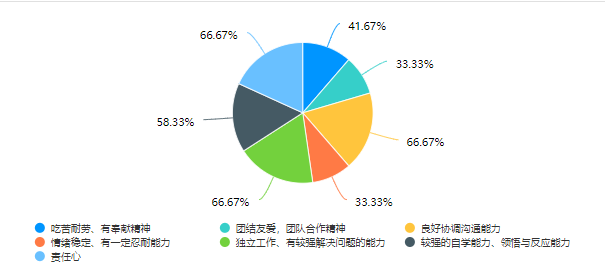 66.67%
41.67%
33.33%
58.33%
66.67%
66.67%
33.33%
吃苦耐劳、有奉献精神
团结友爱，团队合作精神
良好协调沟通能力
情绪稳定、有一定忍耐能力
独立工作、有较强解决问题的能力
较强的自学能力、领悟与反应能力
责任心